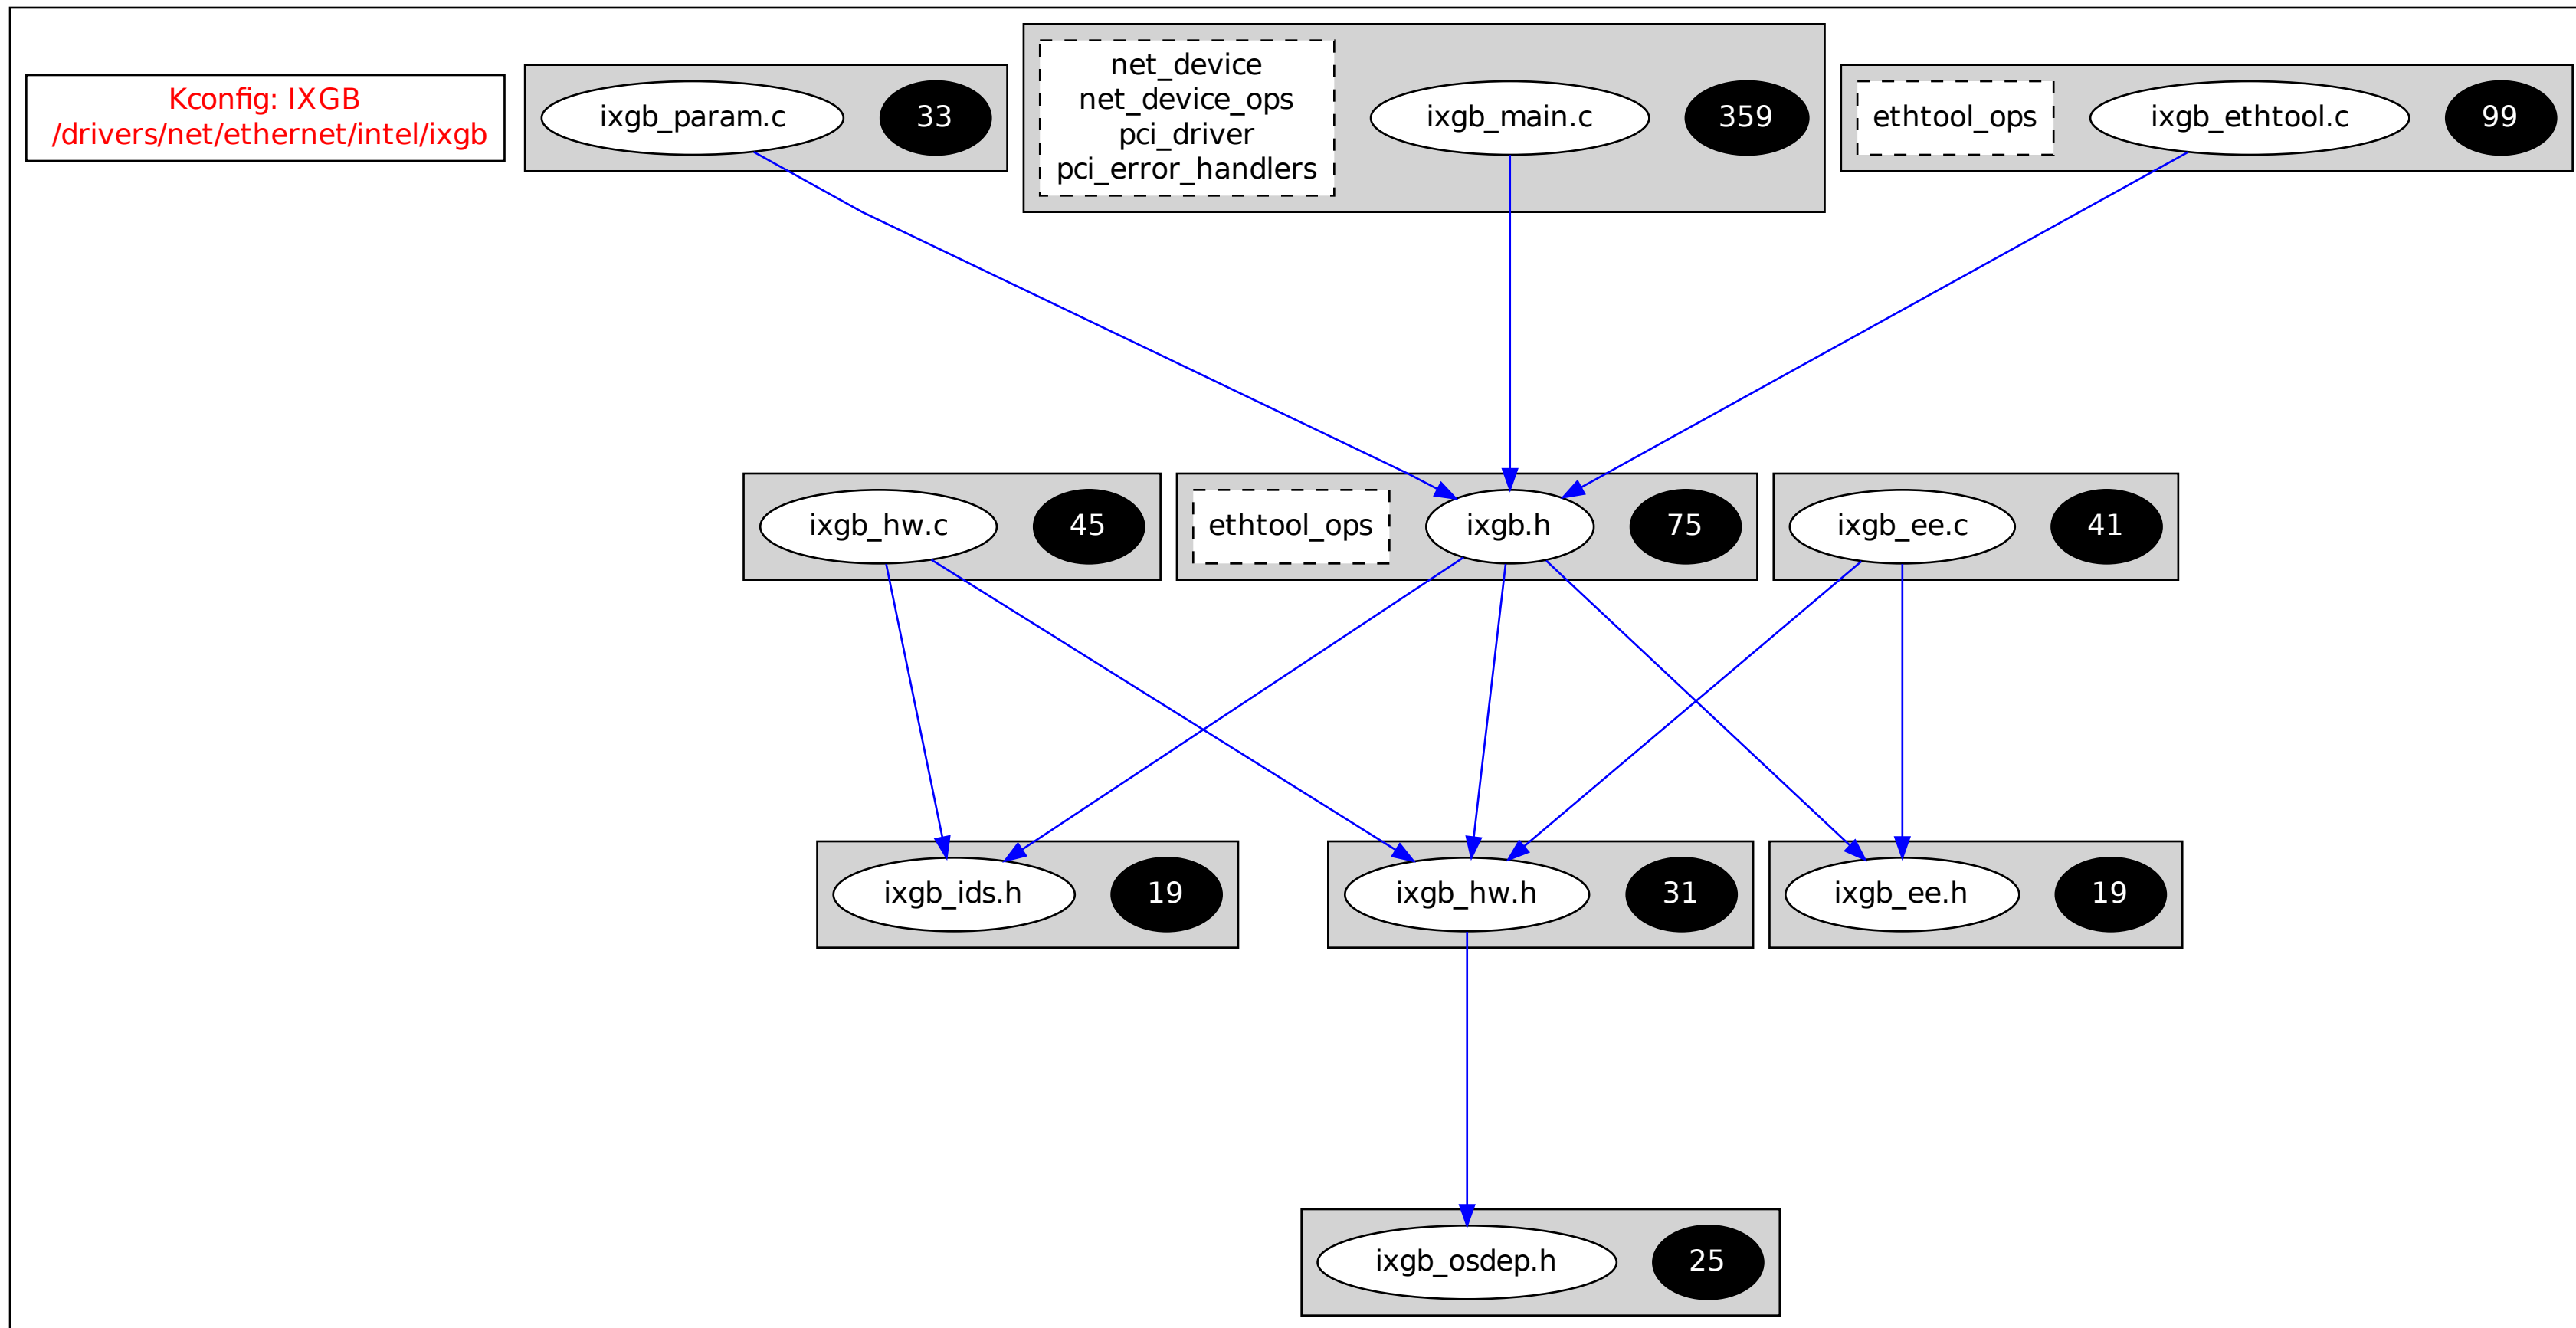 Kconfig: IXGB
/drivers/net/ethernet/intel/ixgb
ixgb_param.c
33
net_device
net_device_ops
pci_driver
pci_error_handlers
ixgb_main.c
359
ethtool_ops
ixgb_ethtool.c
99
ixgb_hw.c
45
ethtool_ops
ixgb.h
75
ixgb_ee.c
41
ixgb_ids.h
19
ixgb_hw.h
31
ixgb_ee.h
19
ixgb_osdep.h
25